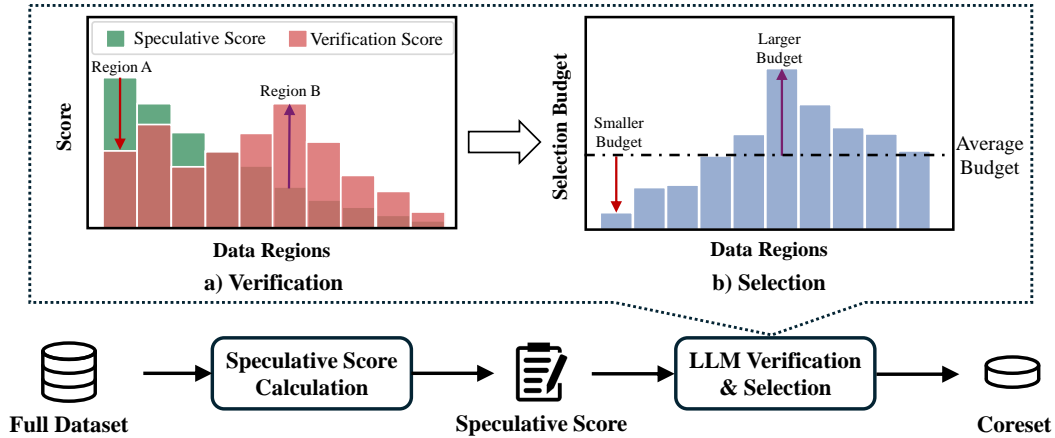 Speculative Score
Verification Score
Region A
Region B
Score
Data Regions
a) Verification
Larger
Budget
Smaller
Budget
Selection Budget
Average
Budget
Data Regions
b) Selection
Speculative Score
Calculation
LLM Verification
& Selection
Full Dataset
Speculative Score
Coreset